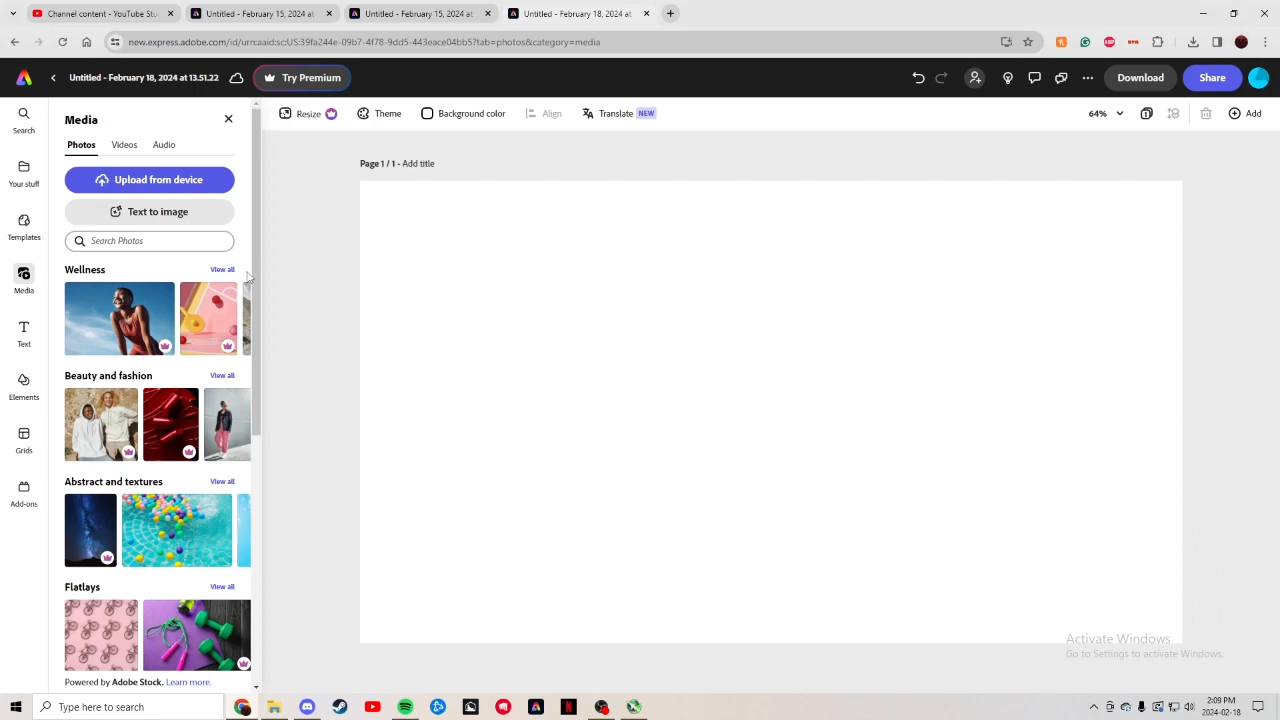 Channel content - YouTube Stu
Untitled - February 15, 2024 at
Untitled - February 15, 2024 at
Untitled - February 18, 2024 at
new.express.adobe.com/id/urn:aaid:sc:US:39fa244e-09b7-4f78-9dd5-443eace04bb5?tab=photos&category=media
Untitled - February 18, 2024 at 13.51.22
Try Premium
Download
Share
Search
Your stuff
Templates
Media
Text
Elements
Grids
Add-ons
Media
Photos Videos Audio
Upload from device
Text to image
Search Photos
Wellness View all
Beauty and fashion View all
Abstract and textures View all
Flatlays View all
Powered by Adobe Stock. Learn more.
Resize Theme Background color Align Translate NEW
64%
Add
Page 1 / 1 - Add title
Activate Windows
Go to Settings to activate Windows.
Type here to search
2:09 PM
2024-02-18